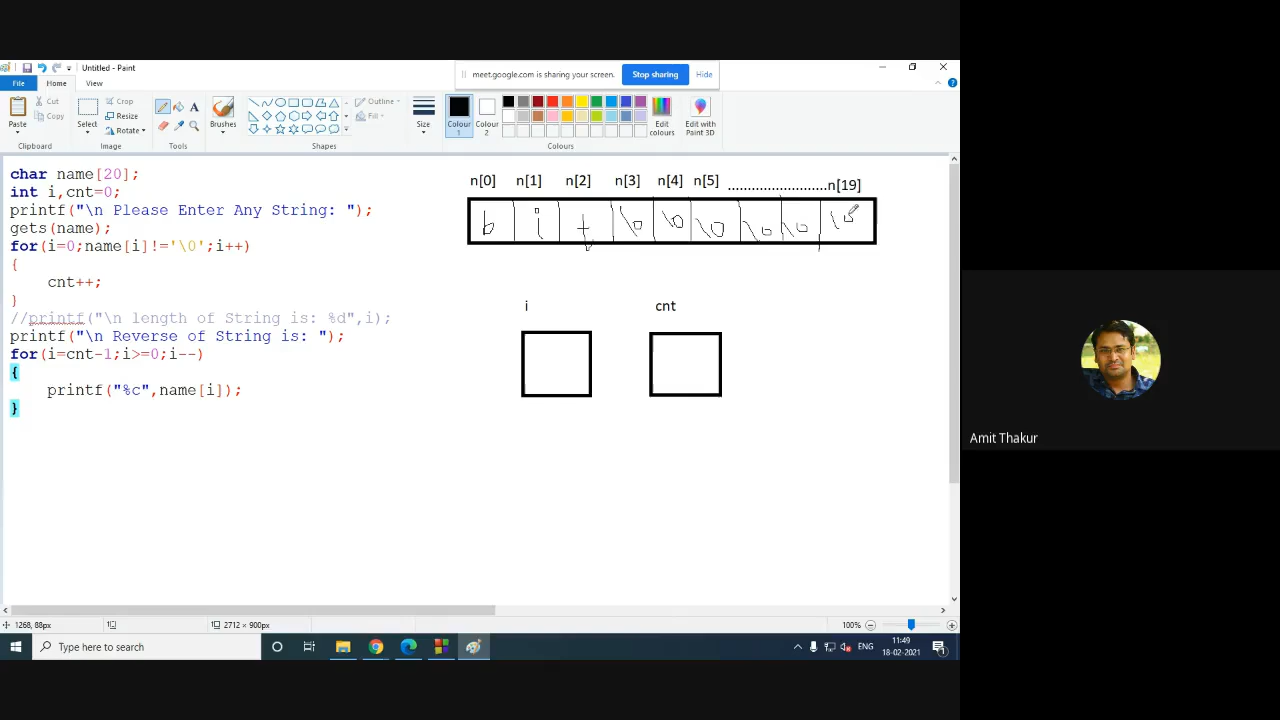 Untitled - Paint
meet.google.com is sharing your screen.
Stop sharing
Hide
File
Home
View
Paste
Cut
Copy
Clipboard
Select
Crop
Resize
Rotate
Image
Tools
Brushes
Shapes
Outline
Fill
Size
Colour 1
Colour 2
Edit colours
Edit with Paint 3D
Colours
char name[20];
int i,cnt=0;
printf("\n Please Enter Any String: ");
gets(name);
for(i=0;name[i]!='\0';i++)
{
cnt++;
}
//printf("\n length of String is: %d",i);
printf("\n Reverse of String is: ");
for(i=cnt-1;i>=0;i--)
{
printf("%c",name[i]);
}
n[0] n[1] n[2] n[3] n[4] n[5] .........................n[19]
b i t \0 \0 \0 \0 \0 \0
i cnt
Amit Thakur
1268, 88px
2712 × 900px
100%
Type here to search
ENG
11:49
18-02-2021
1